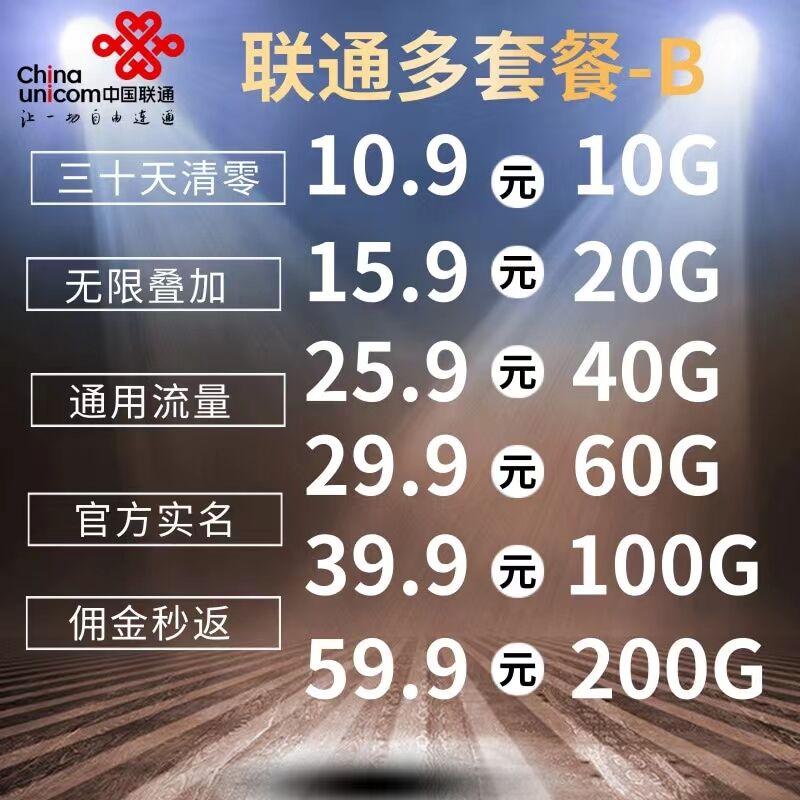 China
unicom中国联通
让一切自由连通
联通多套餐-B
三十天清零
10.9 元 10G
无限叠加
15.9 元 20G
通用流量
25.9 元 40G
29.9 元 60G
官方实名
39.9 元 100G
佣金秒返
59.9 元 200G